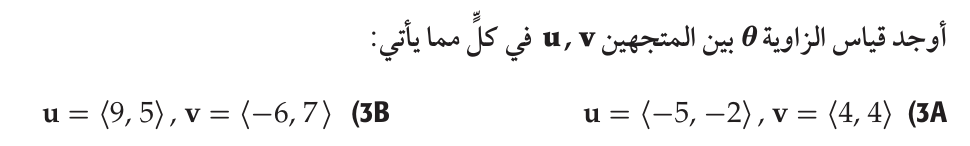 أوجد قياس الزاوية θ بين المتجهين u, v في كلٍّ مما يأتي:
3A) u = ⟨−5, −2⟩, v = ⟨4, 4⟩ 3B) u = ⟨9, 5⟩, v = ⟨−6, 7⟩